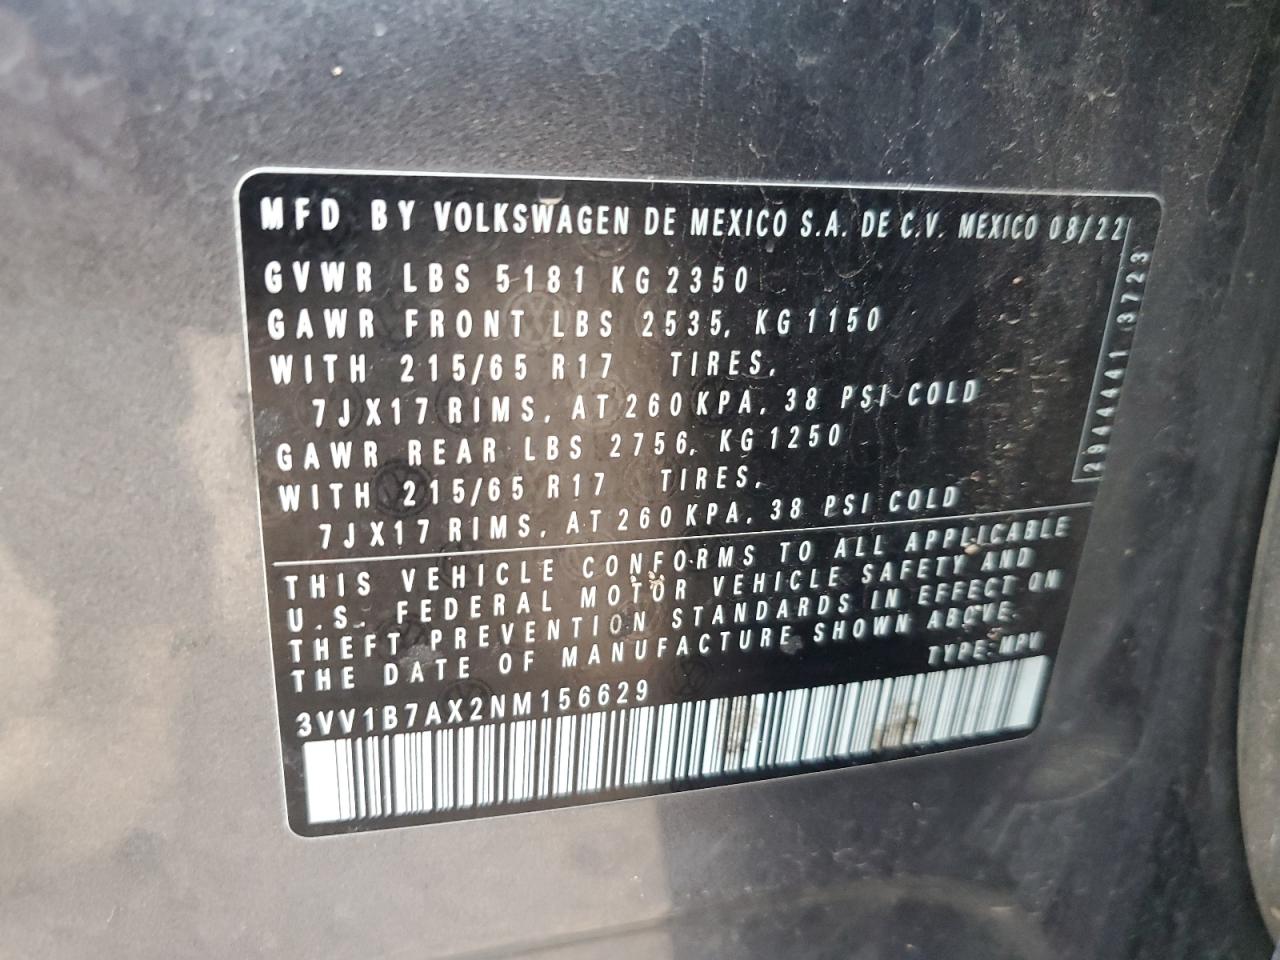 MFD BY VOLKSWAGEN DE MEXICO S.A. DE C.V. MEXICO 08/22
GVWR LBS 5181 KG 2350
GAWR FRONT LBS 2535, KG 1150
WITH 215/65 R17 TIRES,
7JX17 RIMS, AT 260 KPA, 38 PSI COLD
GAWR REAR LBS 2756, KG 1250
WITH 215/65 R17 TIRES,
7JX17 RIMS, AT 260 KPA, 38 PSI COLD
THIS VEHICLE CONFORMS TO ALL APPLICABLE
U.S. FEDERAL MOTOR VEHICLE SAFETY AND
THEFT PREVENTION STANDARDS IN EFFECT ON
THE DATE OF MANUFACTURE SHOWN ABOVE.
TYPE: MPV
3VV1B7AX2NM156629
3723